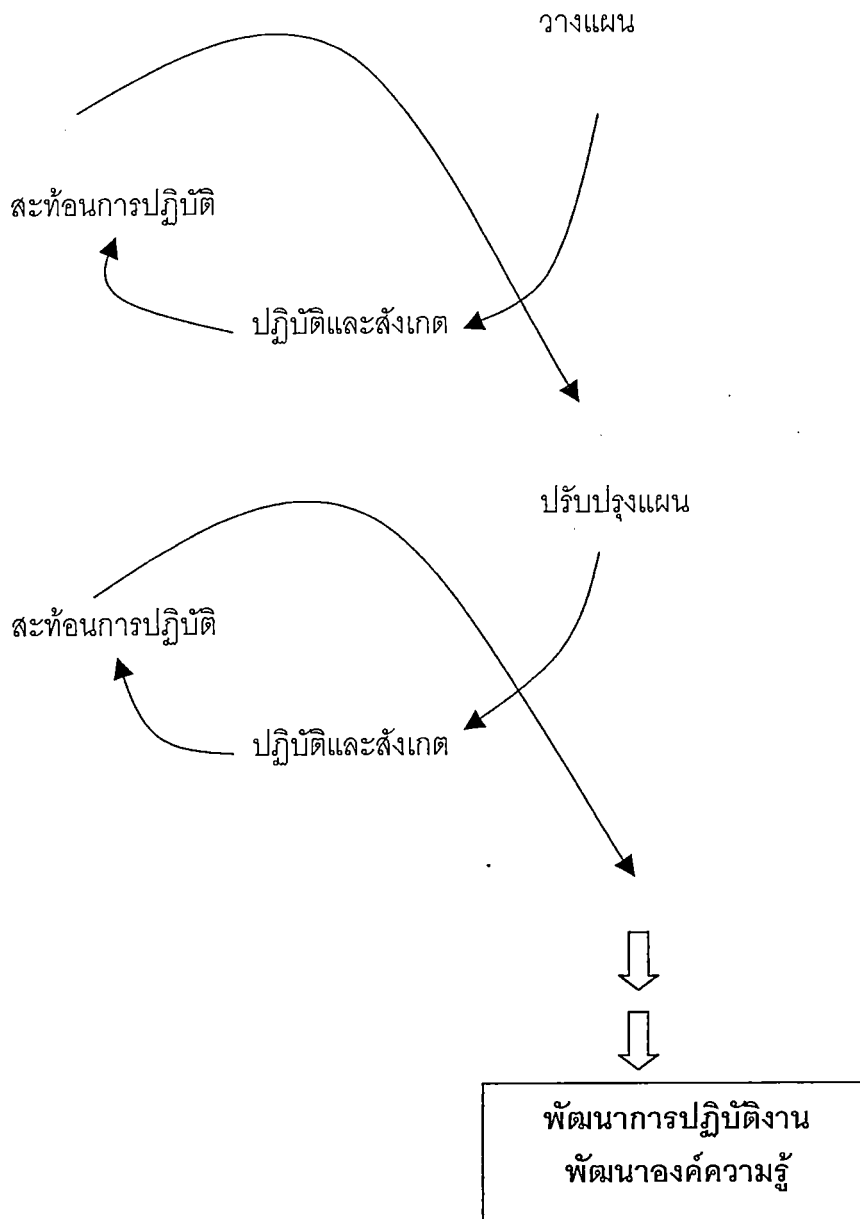 วางแผน
สะท้อนการปฏิบัติ
ปฏิบัติและสังเกต
ปรับปรุงแผน
สะท้อนการปฏิบัติ
ปฏิบัติและสังเกต
พัฒนาการปฏิบัติงาน
พัฒนาองค์ความรู้